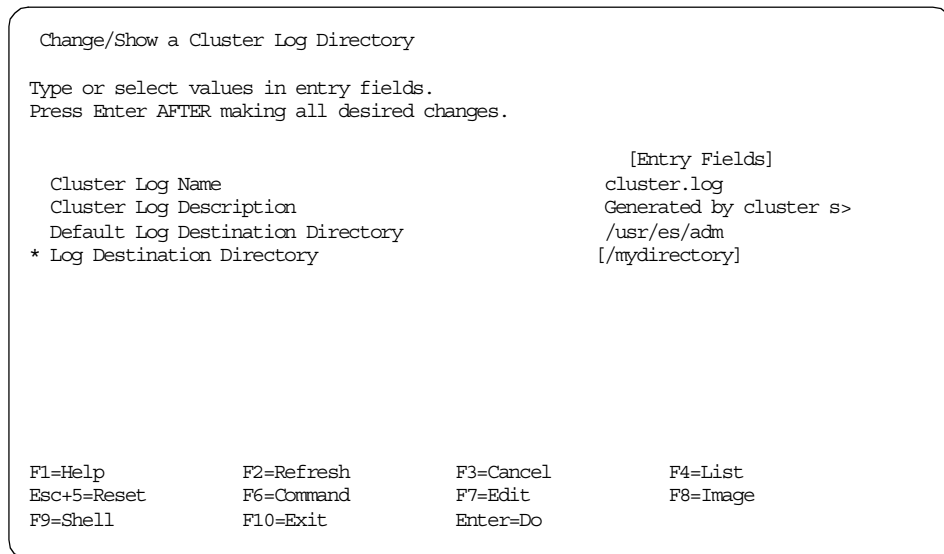 Change/Show a Cluster Log Directory
Type or select values in entry fields.
Press Enter AFTER making all desired changes.
[Entry Fields]
Cluster Log Name cluster.log
Cluster Log Description Generated by cluster s>
Default Log Destination Directory /usr/es/adm
* Log Destination Directory [/mydirectory]
F1=Help F2=Refresh F3=Cancel F4=List
Esc+5=Reset F6=Command F7=Edit F8=Image
F9=Shell F10=Exit Enter=Do